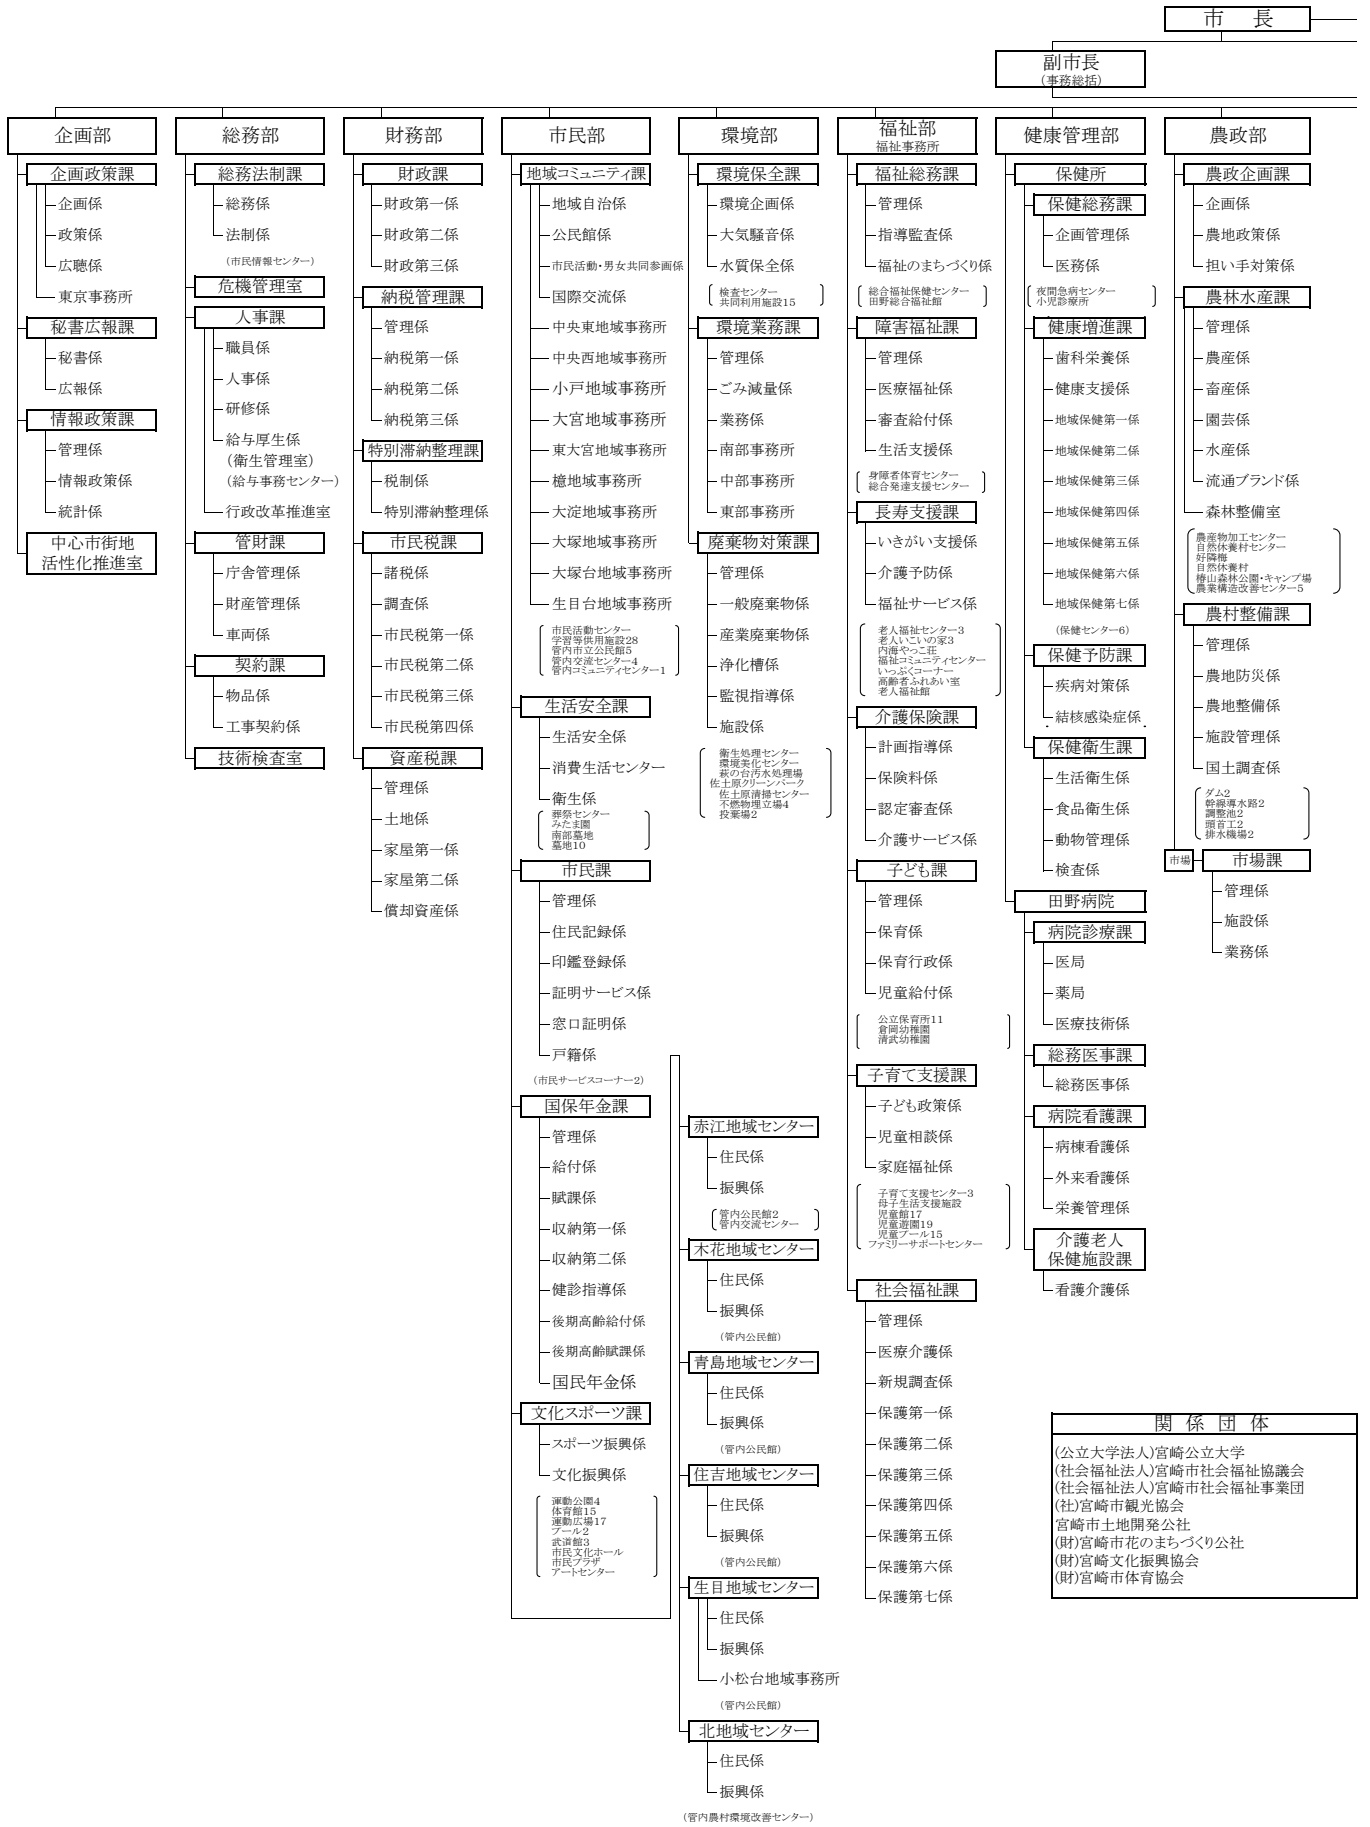 市　長
副市長
(事務総括)
企画部
企画政策課
企画係
政策係
広聴係
東京事務所
秘書広報課
秘書係
広報係
情報政策課
管理係
情報政策係
統計係
中心市街地
活性化推進室
総務部
総務法制課
総務係
法制係
(市民情報センター)
危機管理室
人事課
職員係
人事係
研修係
給与厚生係
(衛生管理室)
(給与事務センター)
行政改革推進室
管財課
庁舎管理係
財産管理係
車両係
契約課
物品係
工事契約係
技術検査室
財務部
財政課
財政第一係
財政第二係
財政第三係
納税管理課
管理係
納税第一係
納税第二係
納税第三係
特別滞納整理課
税制係
特別滞納整理係
市民税課
諸税係
調査係
市民税第一係
市民税第二係
市民税第三係
市民税第四係
資産税課
管理係
土地係
家屋第一係
家屋第二係
償却資産係
市民部
地域コミュニティ課
地域自治係
公民館係
市民活動・男女共同参画係
国際交流係
中央東地域事務所
中央西地域事務所
小戸地域事務所
大宮地域事務所
東大宮地域事務所
檍地域事務所
大淀地域事務所
大塚地域事務所
大塚台地域事務所
生目台地域事務所
市民活動センター
学習等供用施設28
管内市立公民館5
管内交流センター4
管内コミュニティセンター1
生活安全課
生活安全係
消費生活センター
衛生係
葬祭センター
みたま園
南部墓地
墓地10
市民課
管理係
住民記録係
印鑑登録係
証明サービス係
窓口証明係
戸籍係
(市民サービスコーナー2)
国保年金課
管理係
給付係
賦課係
収納第一係
収納第二係
健診指導係
後期高齢給付係
後期高齢賦課係
国民年金係
文化スポーツ課
スポーツ振興係
文化振興係
運動公園4
体育館15
運動広場17
プール2
武道館3
市民文化ホール
市民プラザ
アートセンター
環境部
環境保全課
環境企画係
大気騒音係
水質保全係
検査センター
共同利用施設15
環境業務課
管理係
ごみ減量係
業務係
南部事務所
中部事務所
東部事務所
廃棄物対策課
管理係
一般廃棄物係
産業廃棄物係
浄化槽係
監視指導係
施設係
衛生処理センター
環境美化センター
萩の台汚水処理場
佐土原クリーンパーク
佐土原清掃センター
不燃物埋立場4
投棄場2
赤江地域センター
住民係
振興係
管内公民館2
管内交流センター
木花地域センター
住民係
振興係
(管内公民館)
青島地域センター
住民係
振興係
(管内公民館)
住吉地域センター
住民係
振興係
(管内公民館)
生目地域センター
住民係
振興係
小松台地域事務所
(管内公民館)
北地域センター
住民係
振興係
(管内農村環境改善センター)
福祉部
福祉事務所
福祉総務課
管理係
指導監査係
福祉のまちづくり係
総合福祉保健センター
田野総合福祉館
障害福祉課
管理係
医療福祉係
審査給付係
生活支援係
身障者体育センター
総合発達支援センター
長寿支援課
いきがい支援係
介護予防係
福祉サービス係
老人福祉センター3
老人いこいの家3
内海やっこ荘
福祉コミュニティセンター
いっぷくコーナー
高齢者ふれあい室
老人福祉館
介護保険課
計画指導係
保険料係
認定審査係
介護サービス係
子ども課
管理係
保育係
保育行政係
児童給付係
公立保育所11
倉岡幼稚園
清武幼稚園
子育て支援課
子ども政策係
児童相談係
家庭福祉係
子育て支援センター3
母子生活支援施設
児童館17
児童遊園19
児童プール15
ファミリーサポートセンター
社会福祉課
管理係
医療介護係
新規調査係
保護第一係
保護第二係
保護第三係
保護第四係
保護第五係
保護第六係
保護第七係
健康管理部
保健所
保健総務課
企画管理係
医務係
夜間急病センター
小児診療所
健康増進課
歯科栄養係
健康支援係
地域保健第一係
地域保健第二係
地域保健第三係
地域保健第四係
地域保健第五係
地域保健第六係
地域保健第七係
(保健センター6)
保健予防課
疾病対策係
結核感染症係
保健衛生課
生活衛生係
食品衛生係
動物管理係
検査係
田野病院
病院診療課
医局
薬局
医療技術係
総務医事課
総務医事係
病院看護課
病棟看護係
外来看護係
栄養管理係
介護老人
保健施設課
看護介護係
農政部
農政企画課
企画係
農地政策係
担い手対策係
農林水産課
管理係
農産係
畜産係
園芸係
水産係
流通ブランド係
森林整備室
農産物加工センター
自然休養村センター
好隣梅
自然休養村
椿山森林公園・キャンプ場
農業構造改善センター5
農村整備課
管理係
農地防災係
農地整備係
施設管理係
国土調査係
ダム2
幹線導水路2
調整池2
頭首工2
排水機場2
市場
市場課
管理係
施設係
業務係
関　係　団　体
(公立大学法人)宮崎公立大学
(社会福祉法人)宮崎市社会福祉協議会
(社会福祉法人)宮崎市社会福祉事業団
(社)宮崎市観光協会
宮崎市土地開発公社
(財)宮崎市花のまちづくり公社
(財)宮崎文化振興協会
(財)宮崎市体育協会